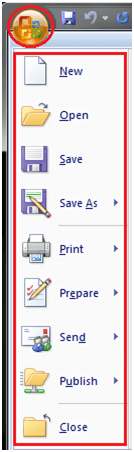 New
Open
Save
Save As
Print
Prepare
Send
Publish
Close